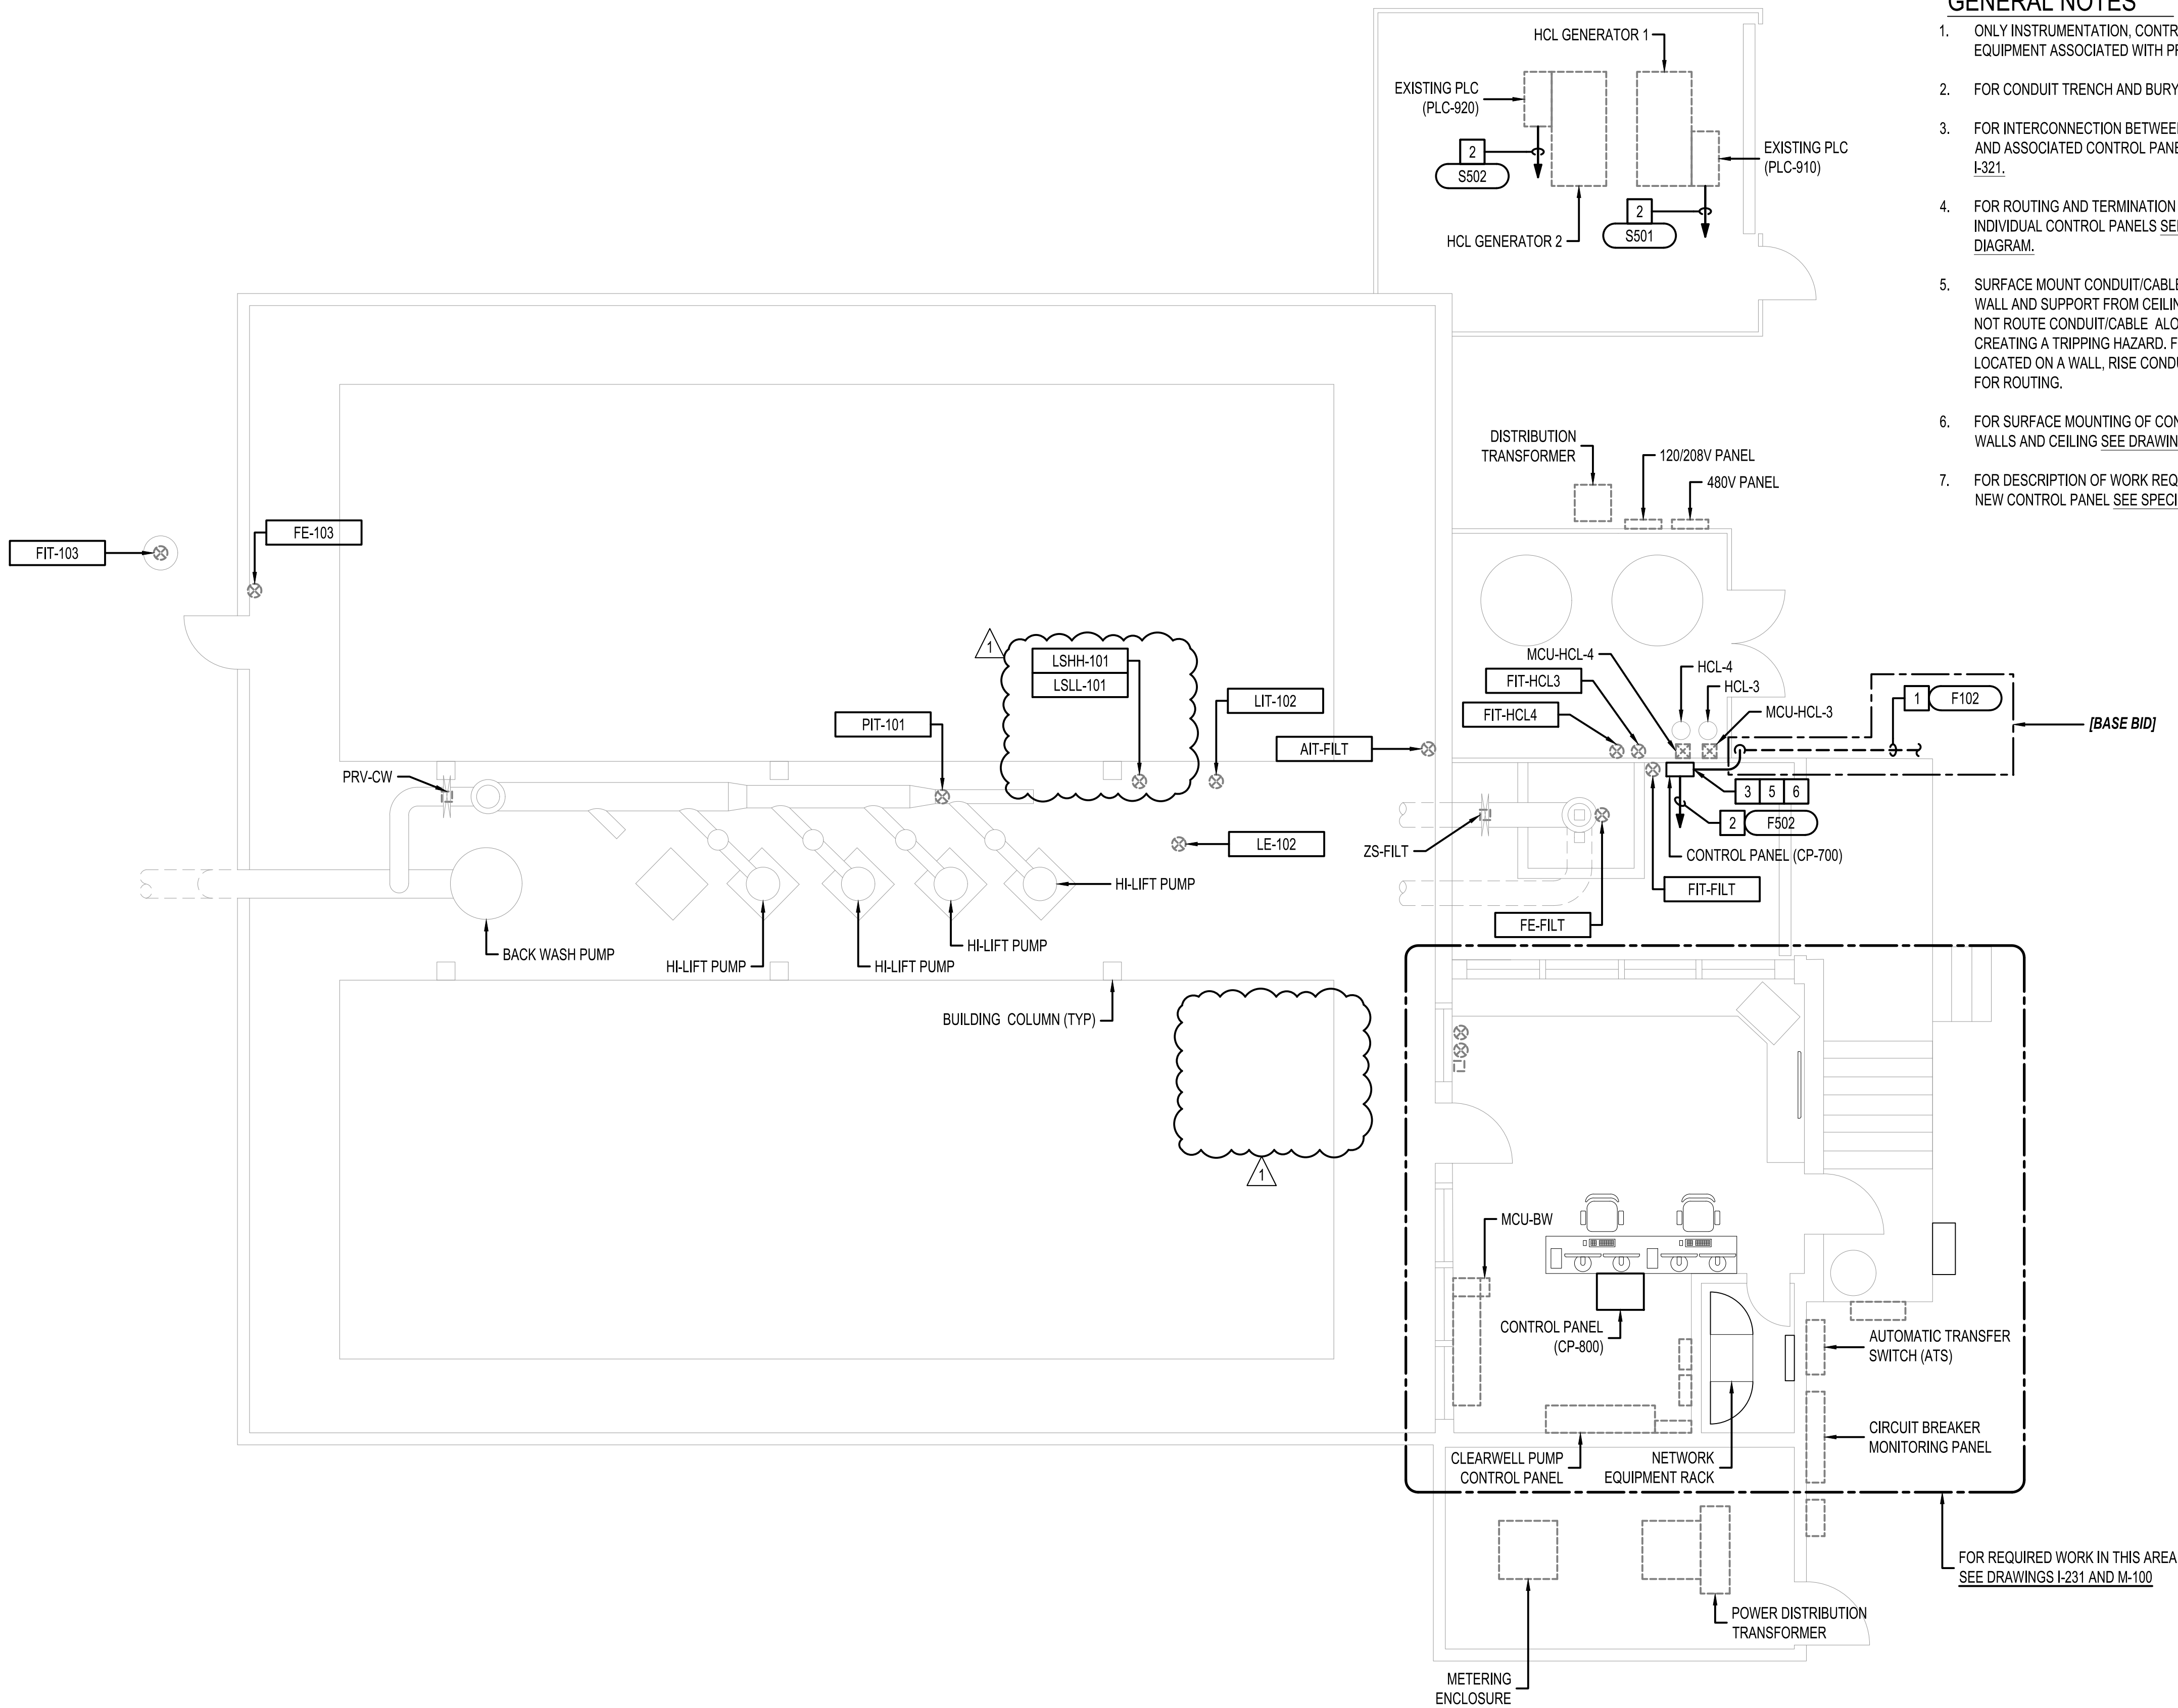 GENERAL NOTES
1. ONLY INSTRUMENTATION, CONTR
EQUIPMENT ASSOCIATED WITH PR
2. FOR CONDUIT TRENCH AND BURY
3. FOR INTERCONNECTION BETWEE
AND ASSOCIATED CONTROL PANE
I-321.
4. FOR ROUTING AND TERMINATION
INDIVIDUAL CONTROL PANELS SEE
DIAGRAM.
5. SURFACE MOUNT CONDUIT/CABLE
WALL AND SUPPORT FROM CEILIN
NOT ROUTE CONDUIT/CABLE ALO
CREATING A TRIPPING HAZARD. F
LOCATED ON A WALL, RISE CONDU
FOR ROUTING.
6. FOR SURFACE MOUNTING OF CON
WALLS AND CEILING SEE DRAWIN
7. FOR DESCRIPTION OF WORK REQ
NEW CONTROL PANEL SEE SPECI
HCL GENERATOR 1
EXISTING PLC
(PLC-920)
EXISTING PLC
(PLC-910)
2
S502
2
S501
HCL GENERATOR 2
DISTRIBUTION
TRANSFORMER
120/208V PANEL
480V PANEL
FIT-103
FE-103
1
LSHH-101
LSLL-101
LIT-102
PIT-101
AIT-FILT
MCU-HCL-4
FIT-HCL3
FIT-HCL4
HCL-4
HCL-3
MCU-HCL-3
1
F102
[BASE BID]
3 5 6
2
F502
CONTROL PANEL (CP-700)
FIT-FILT
PRV-CW
ZS-FILT
LE-102
FE-FILT
HI-LIFT PUMP
HI-LIFT PUMP
BACK WASH PUMP
HI-LIFT PUMP
HI-LIFT PUMP
BUILDING COLUMN (TYP)
1
MCU-BW
CONTROL PANEL
(CP-800)
AUTOMATIC TRANSFER
SWITCH (ATS)
CIRCUIT BREAKER
MONITORING PANEL
CLEARWELL PUMP
CONTROL PANEL
NETWORK
EQUIPMENT RACK
FOR REQUIRED WORK IN THIS AREA
SEE DRAWINGS I-231 AND M-100
POWER DISTRIBUTION
TRANSFORMER
METERING
ENCLOSURE